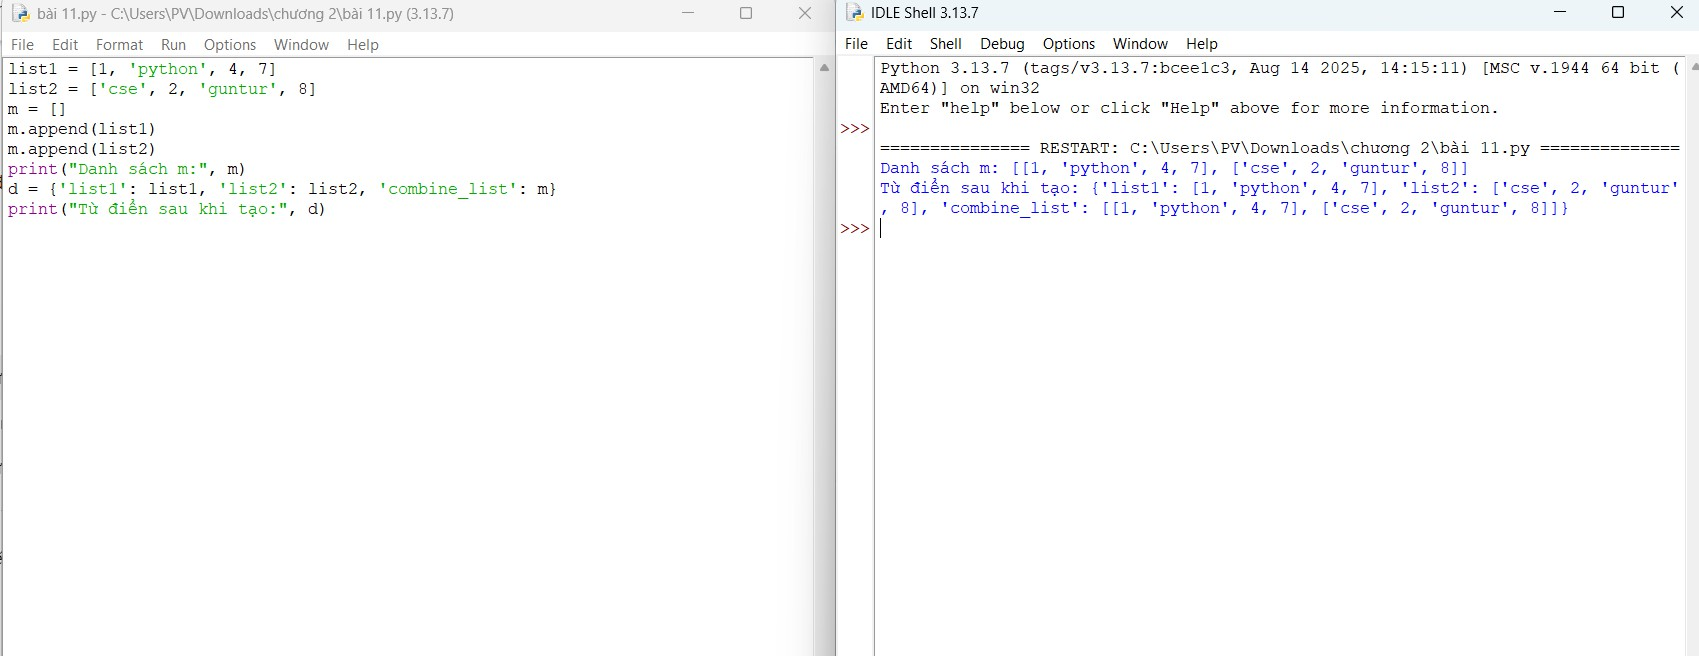 bài 11.py - C:\Users\PV\Downloads\chương 2\bài 11.py (3.13.7)
File Edit Format Run Options Window Help
list1 = [1, 'python', 4, 7]
list2 = ['cse', 2, 'guntur', 8]
m = []
m.append(list1)
m.append(list2)
print("Danh sách m:", m)
d = {'list1': list1, 'list2': list2, 'combine_list': m}
print("Từ điển sau khi tạo:", d)
IDLE Shell 3.13.7
File Edit Shell Debug Options Window Help
Python 3.13.7 (tags/v3.13.7:bcee1c3, Aug 14 2025, 14:15:11) [MSC v.1944 64 bit (
AMD64)] on win32
Enter "help" below or click "Help" above for more information.
>>>
=============== RESTART: C:\Users\PV\Downloads\chương 2\bài 11.py ==============
Danh sách m: [[1, 'python', 4, 7], ['cse', 2, 'guntur', 8]]
Từ điển sau khi tạo: {'list1': [1, 'python', 4, 7], 'list2': ['cse', 2, 'guntur'
, 8], 'combine_list': [[1, 'python', 4, 7], ['cse', 2, 'guntur', 8]]}
>>>